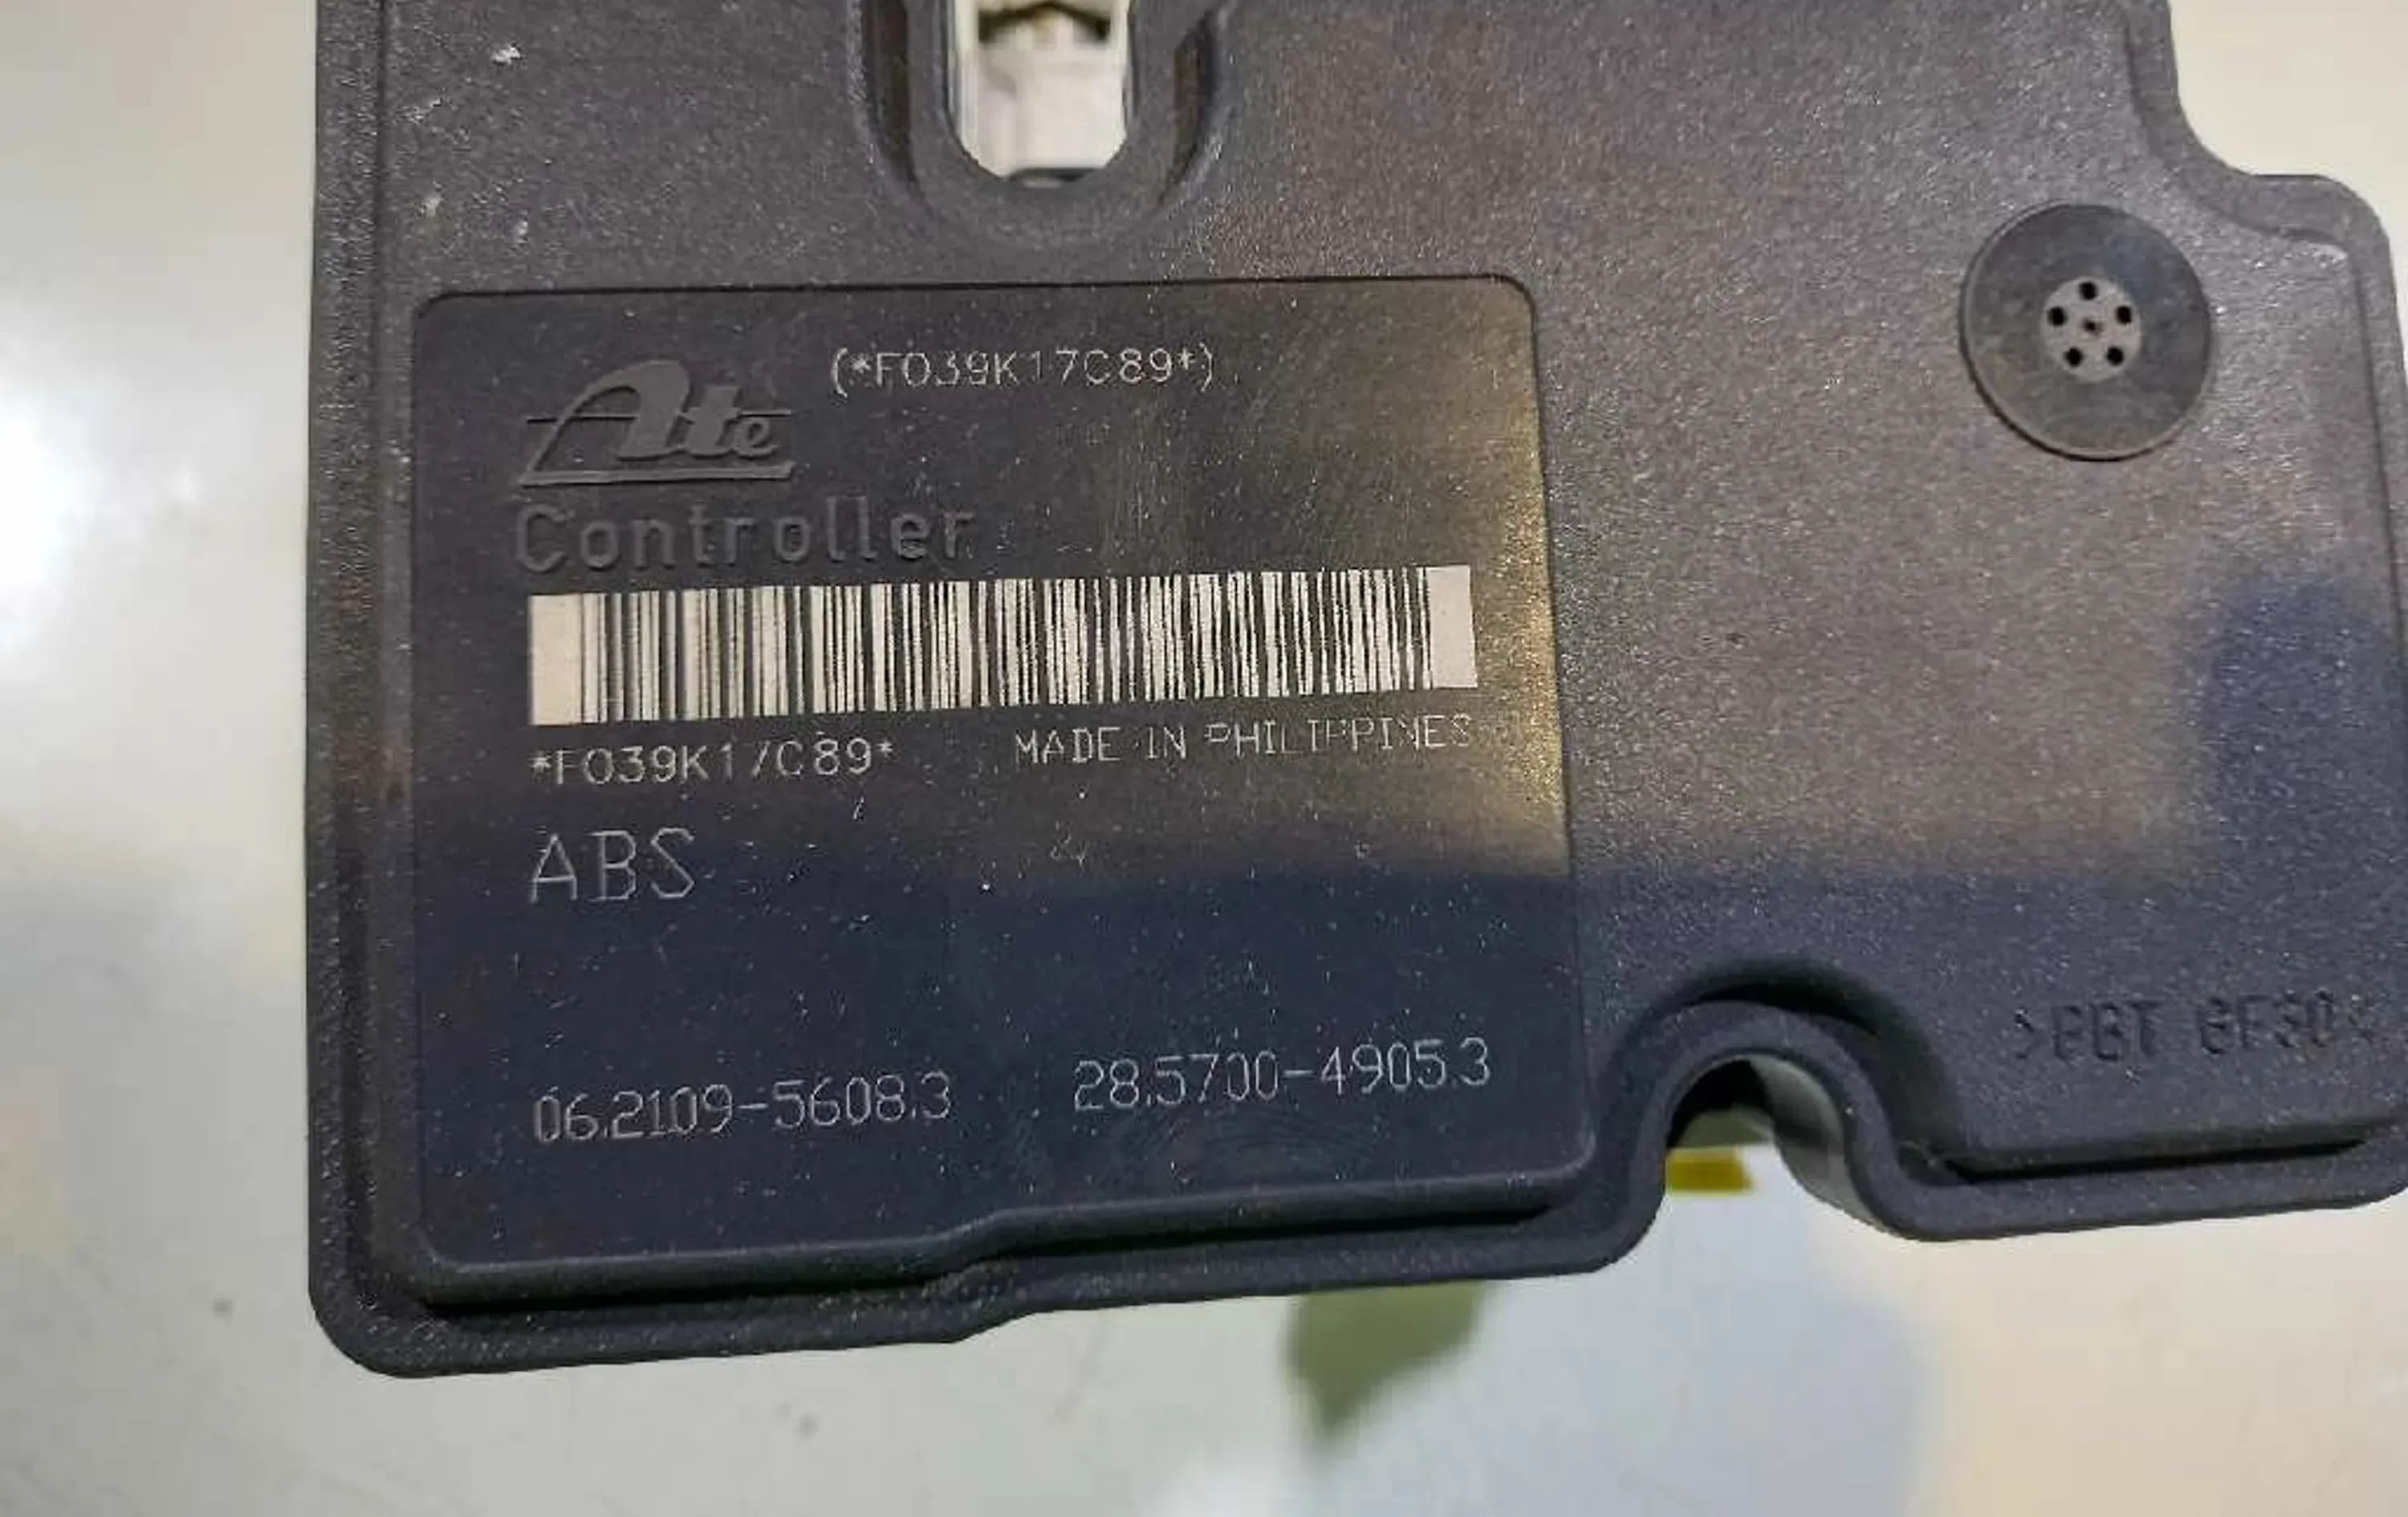 (*F039K17C89*)
Ate
Controller
*F039K17C89* MADE IN PHILIPPINES
ABS
06.2109-5608.3 28.5700-4905.3
>PBT GF30<